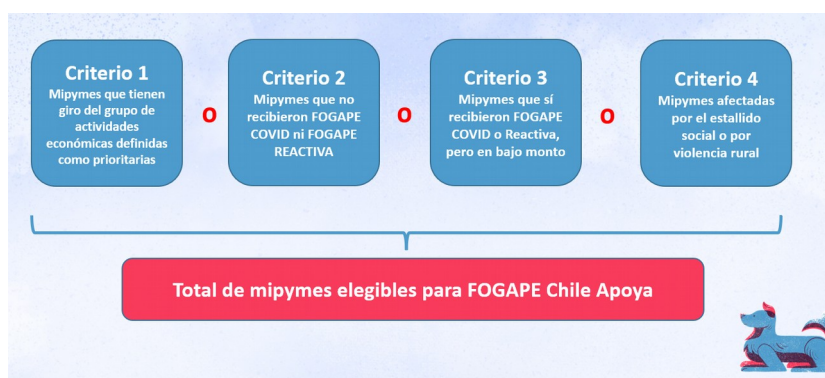 Criterio 1
Mipymes que tienen
giro del grupo de
actividades
económicas definidas
como prioritarias
o
Criterio 2
Mipymes que no
recibieron FOGAPE
COVID ni FOGAPE
REACTIVA
o
Criterio 3
Mipymes que sí
recibieron FOGAPE
COVID o Reactiva,
pero en bajo monto
o
Criterio 4
Mipymes afectadas
por el estallido
social o por
violencia rural
Total de mipymes elegibles para FOGAPE Chile Apoya